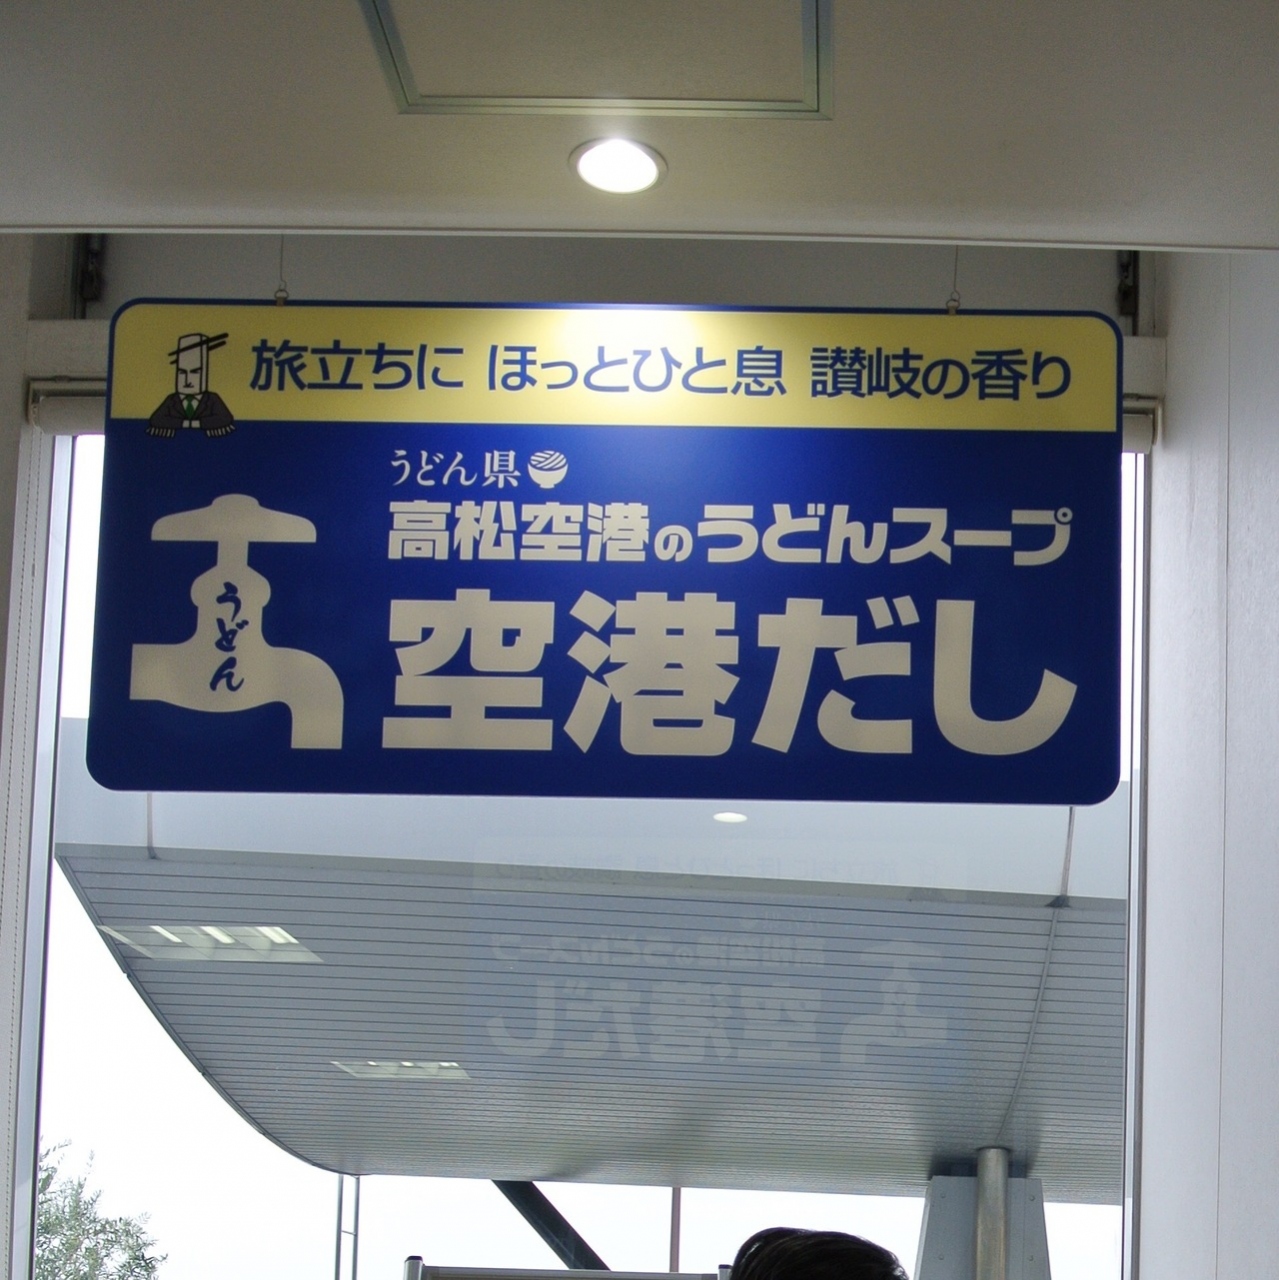 旅立ちに ほっとひと息 讃岐の香り
うどん県
高松空港のうどんスープ
空港だし
うどん